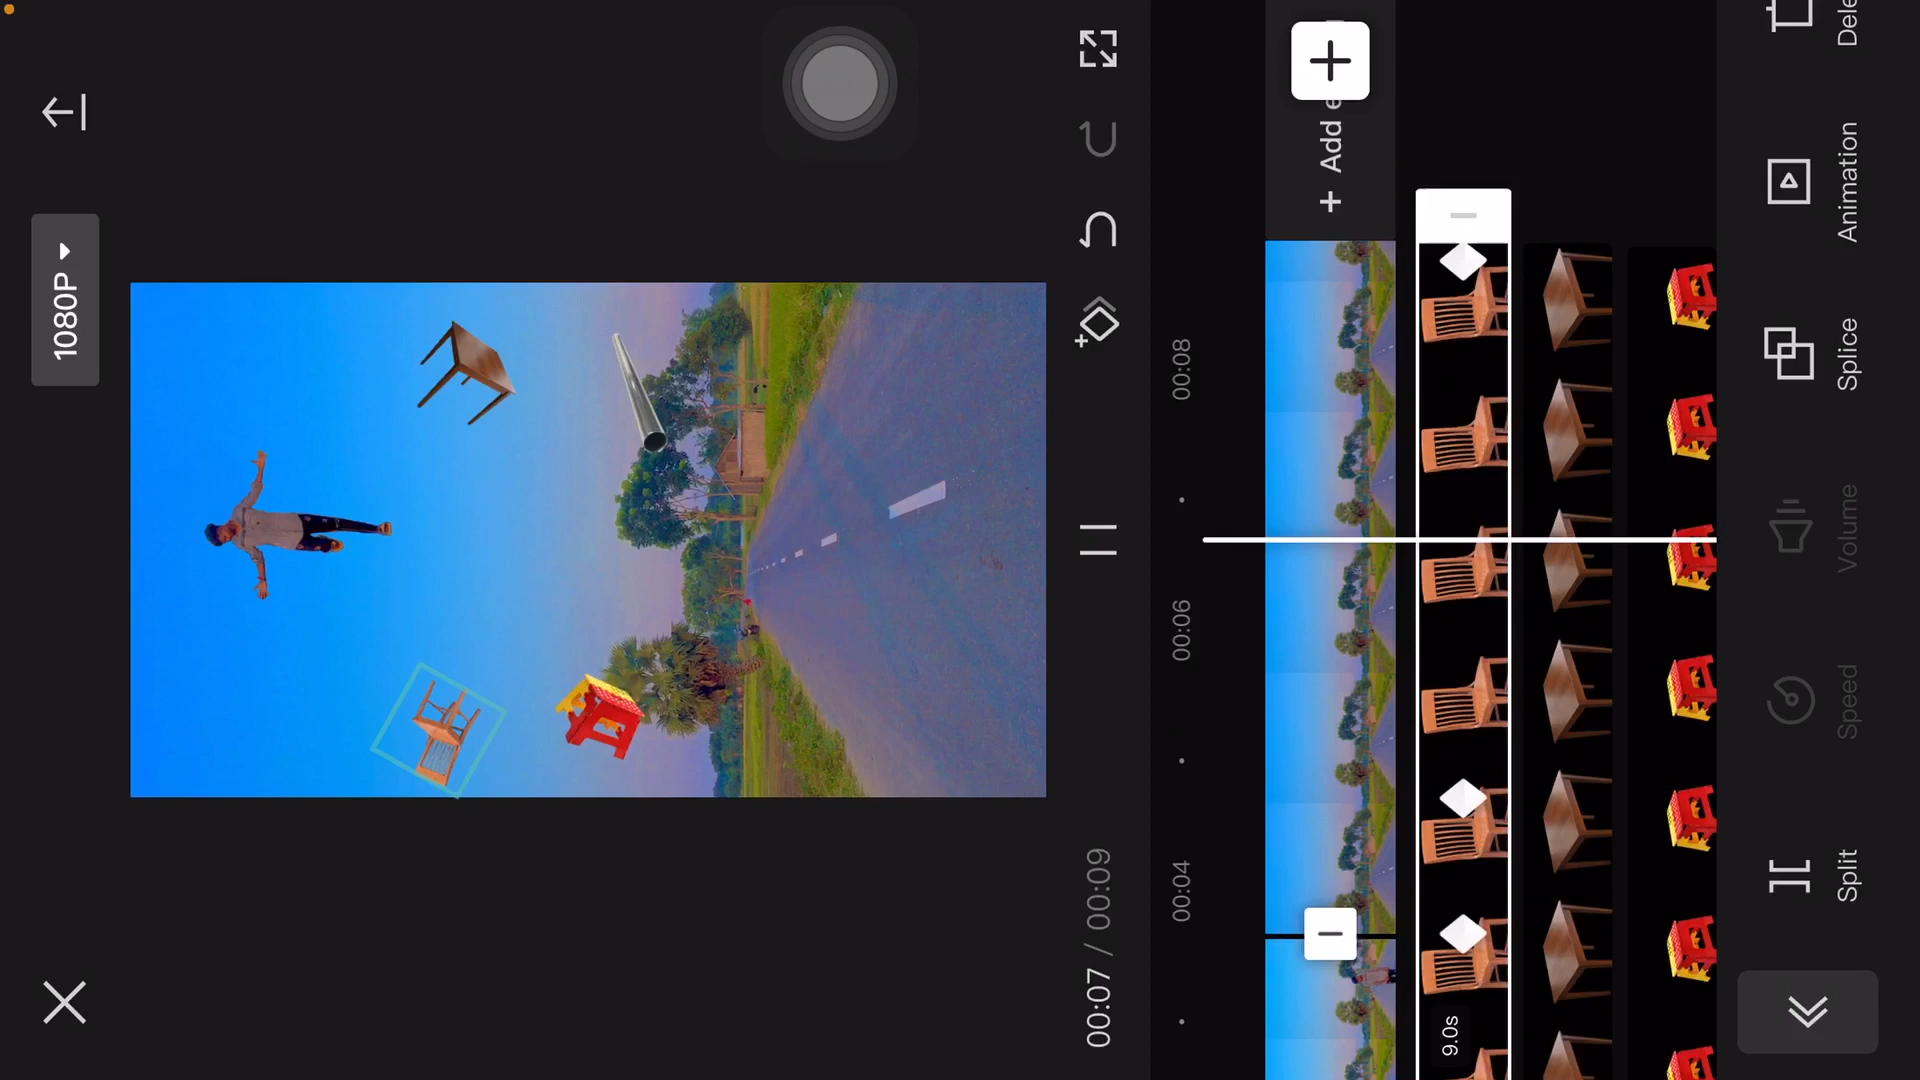 1080P
00:07 / 00:09
00:04
00:06
00:08
+ Add e
9.0s
Split
Speed
Volume
Splice
Animation
Dele